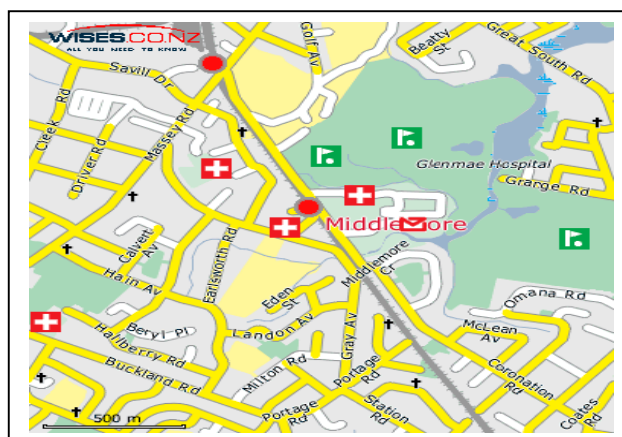 WISES.CO.NZ
ALL YOU NEED TO KNOW
Golf Av
Beatty St
Great South Rd
Savill Dr
Cleek Rd
Massey Rd
Driver Rd
Glenmae Hospital
Grange Rd
Middlemore
Calvert Av
Hain Av
Earlsworth Rd
Middlemore Cr
Eden St
Omana Rd
Beryl Pl
Landon Av
McLean Av
Hallberry Rd
Gray Av
Buckland Rd
Milton Rd
Portage Rd
Coronation Rd
Portage Rd
Station Rd
Coates Rd
500 m